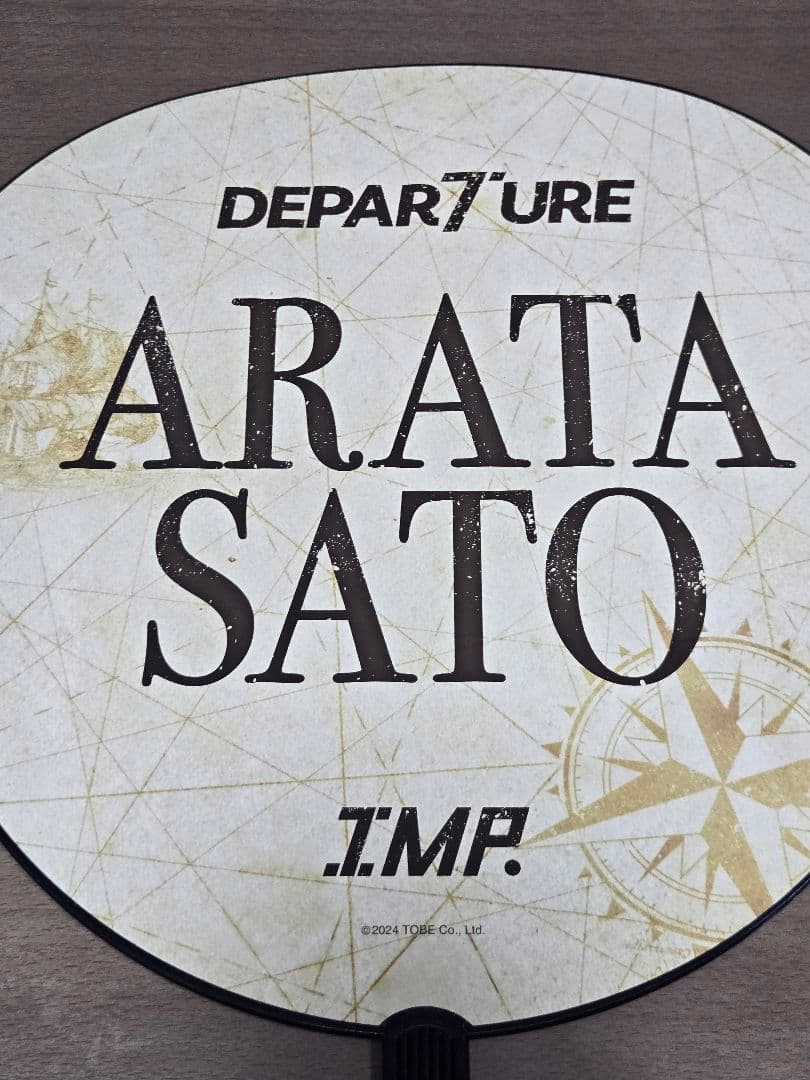 DEPAR7URE
ARATA
SATO
IMP.
©2024 TOBE Co., Ltd.